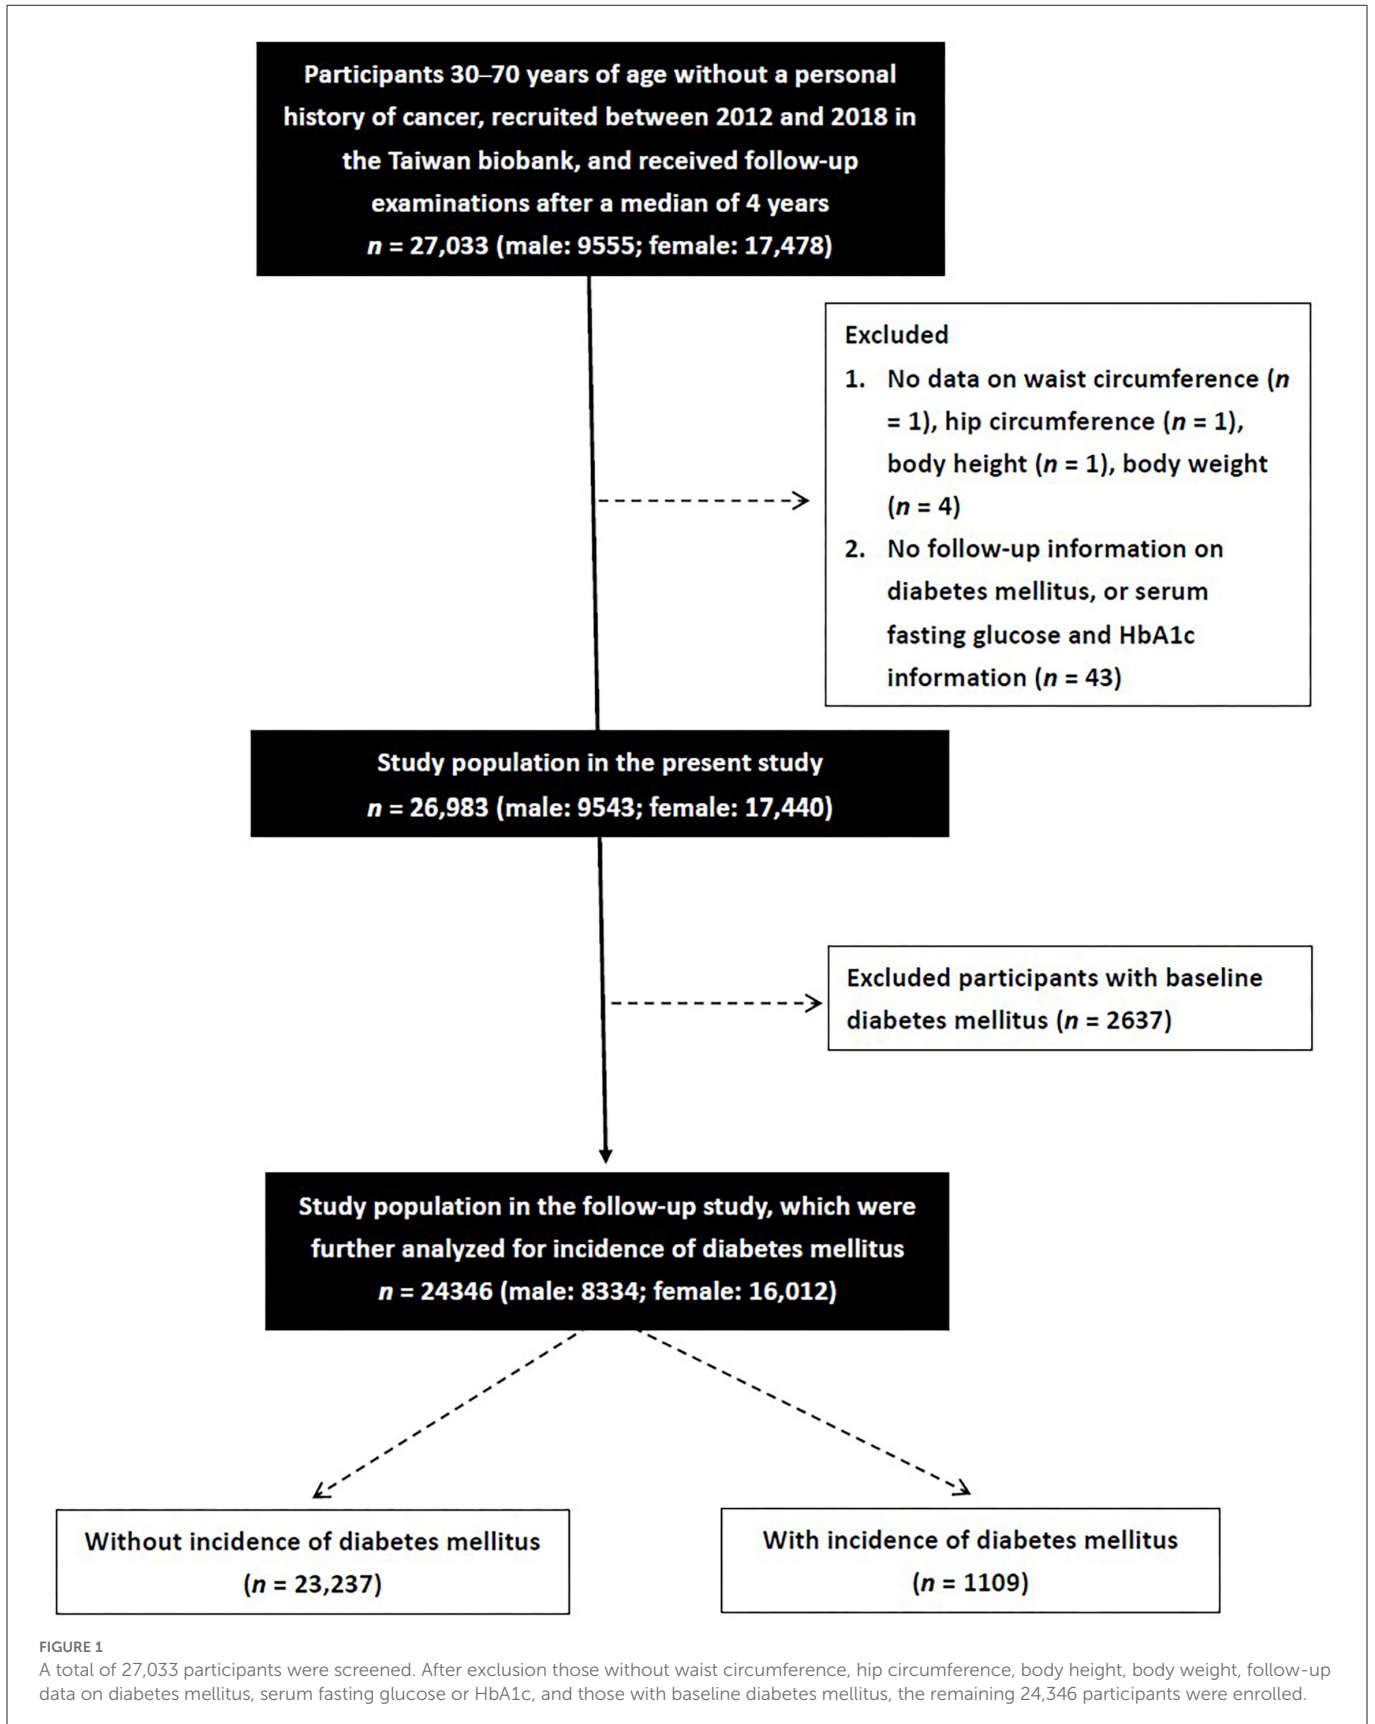 Participants 30–70 years of age without a personal
history of cancer, recruited between 2012 and 2018 in
the Taiwan biobank, and received follow-up
examinations after a median of 4 years
n = 27,033 (male: 9555; female: 17,478)
Excluded
1. No data on waist circumference (n
= 1), hip circumference (n = 1),
body height (n = 1), body weight
(n = 4)
2. No follow-up information on
diabetes mellitus, or serum
fasting glucose and HbA1c
information (n = 43)
Study population in the present study
n = 26,983 (male: 9543; female: 17,440)
Excluded participants with baseline
diabetes mellitus (n = 2637)
Study population in the follow-up study, which were
further analyzed for incidence of diabetes mellitus
n = 24346 (male: 8334; female: 16,012)
Without incidence of diabetes mellitus
(n = 23,237)
With incidence of diabetes mellitus
(n = 1109)
FIGURE 1
A total of 27,033 participants were screened. After exclusion those without waist circumference, hip circumference, body height, body weight, follow-up
data on diabetes mellitus, serum fasting glucose or HbA1c, and those with baseline diabetes mellitus, the remaining 24,346 participants were enrolled.